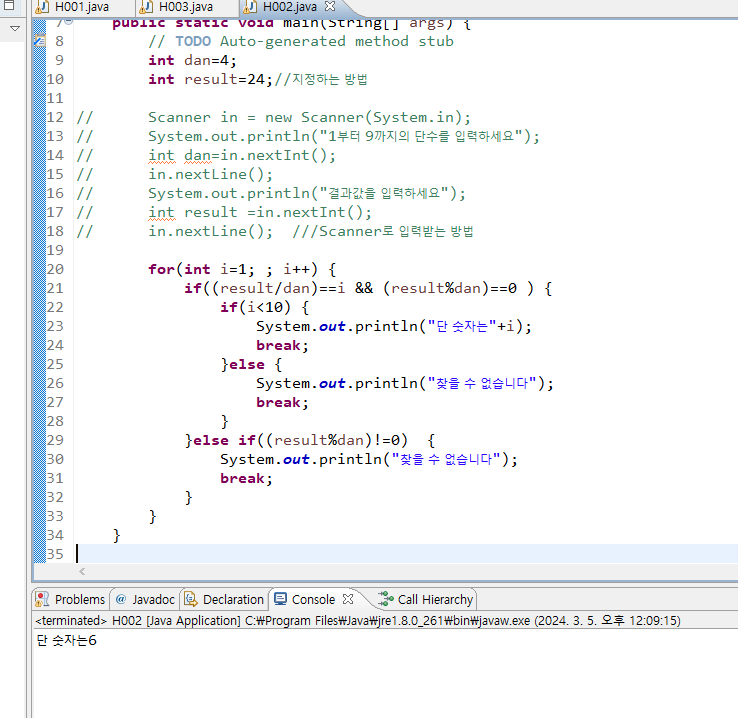 H001.java H003.java H002.java
7 public static void main(String[] args) {
8 // TODO Auto-generated method stub
9 int dan=4;
10 int result=24;//지정하는 방법
11
12 // Scanner in = new Scanner(System.in);
13 // System.out.println("1부터 9까지의 단수를 입력하세요");
14 // int dan=in.nextInt();
15 // in.nextLine();
16 // System.out.println("결과값을 입력하세요");
17 // int result =in.nextInt();
18 // in.nextLine(); ///Scanner로 입력받는 방법
19
20 for(int i=1; ; i++) {
21 if((result/dan)==i && (result%dan)==0 ) {
22 if(i<10) {
23 System.out.println("단 숫자는"+i);
24 break;
25 }else {
26 System.out.println("찾을 수 없습니다");
27 break;
28 }
29 }else if((result%dan)!=0) {
30 System.out.println("찾을 수 없습니다");
31 break;
32 }
33 }
34 }
35
Problems @ Javadoc Declaration Console Call Hierarchy
<terminated> H002 [Java Application] C:₩Program Files₩Java₩jre1.8.0_261₩bin₩javaw.exe (2024. 3. 5. 오후 12:09:15)
단 숫자는6